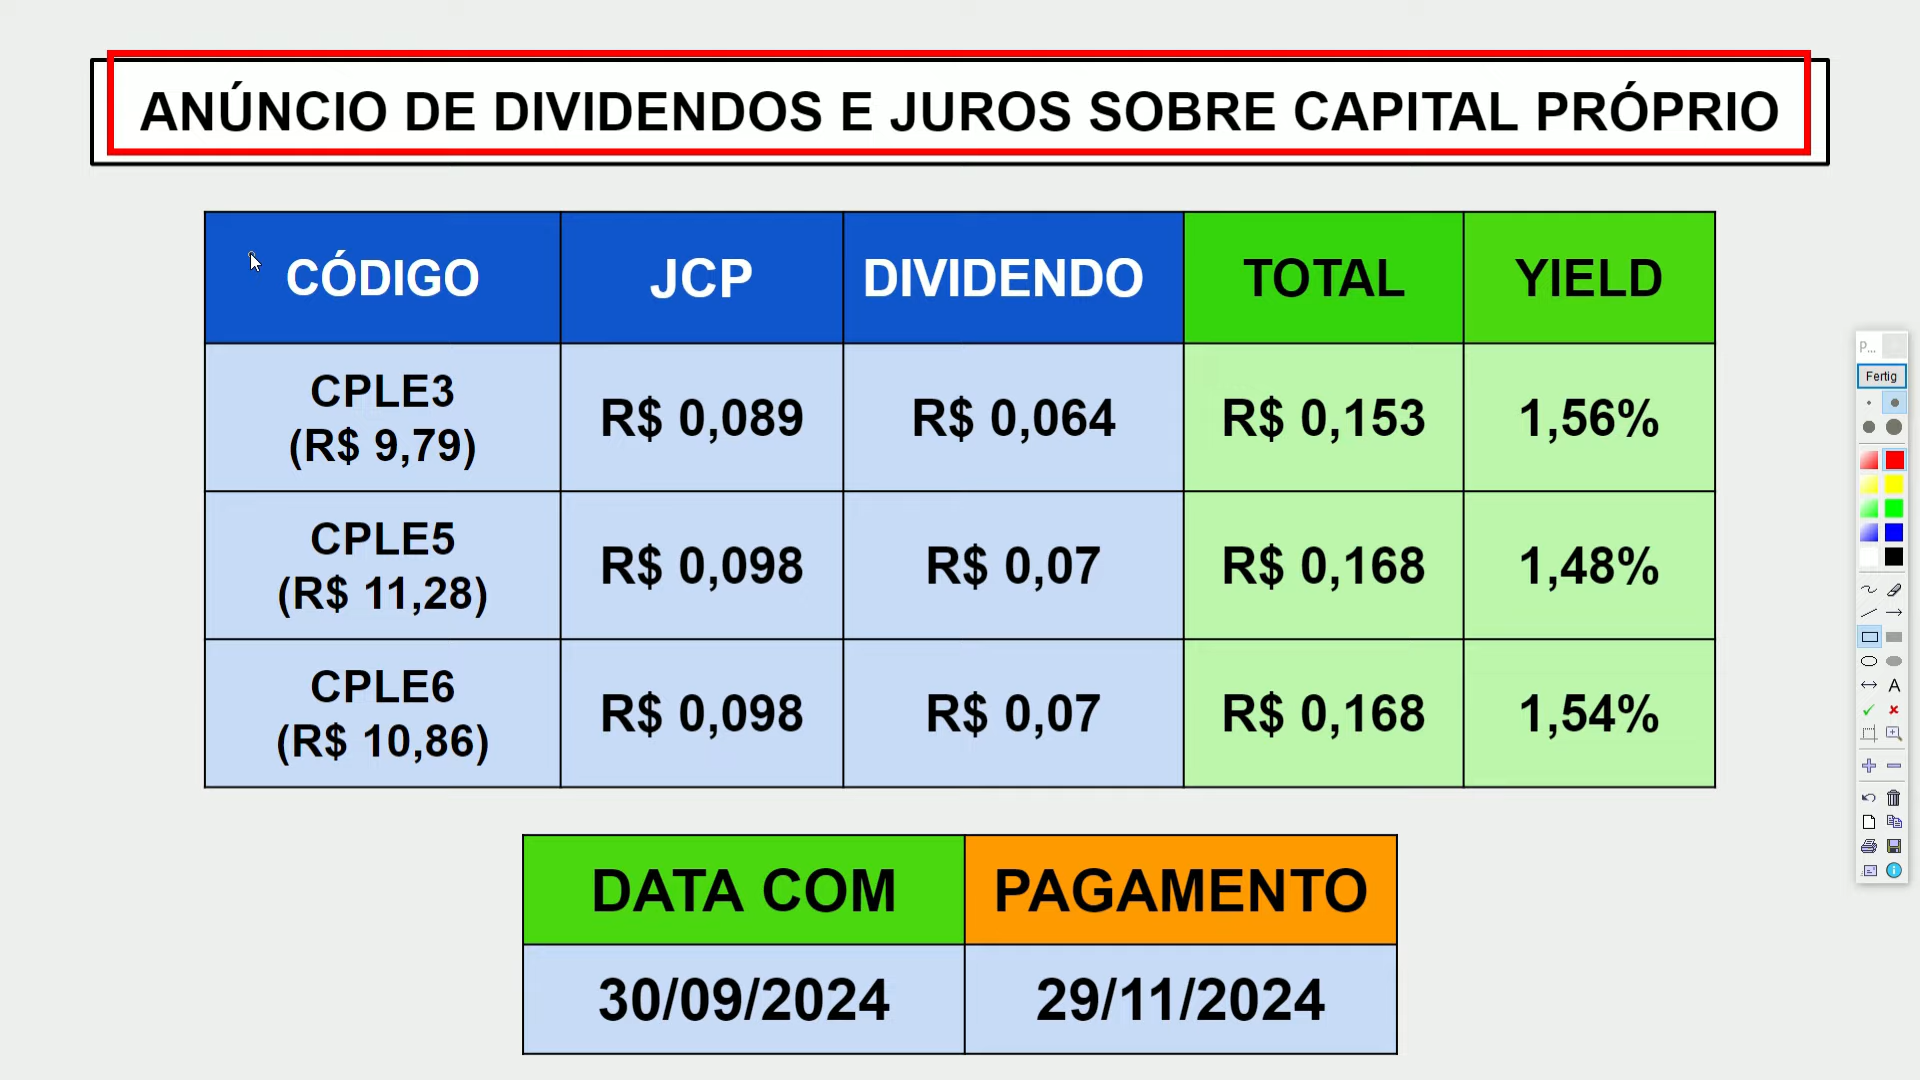 ANÚNCIO DE DIVIDENDOS E JUROS SOBRE CAPITAL PRÓPRIO
CÓDIGO JCP DIVIDENDO TOTAL YIELD
CPLE3
(R$ 9,79) R$ 0,089 R$ 0,064 R$ 0,153 1,56%
CPLE5
(R$ 11,28) R$ 0,098 R$ 0,07 R$ 0,168 1,48%
CPLE6
(R$ 10,86) R$ 0,098 R$ 0,07 R$ 0,168 1,54%
DATA COM PAGAMENTO
30/09/2024 29/11/2024
P...
Fertig
A